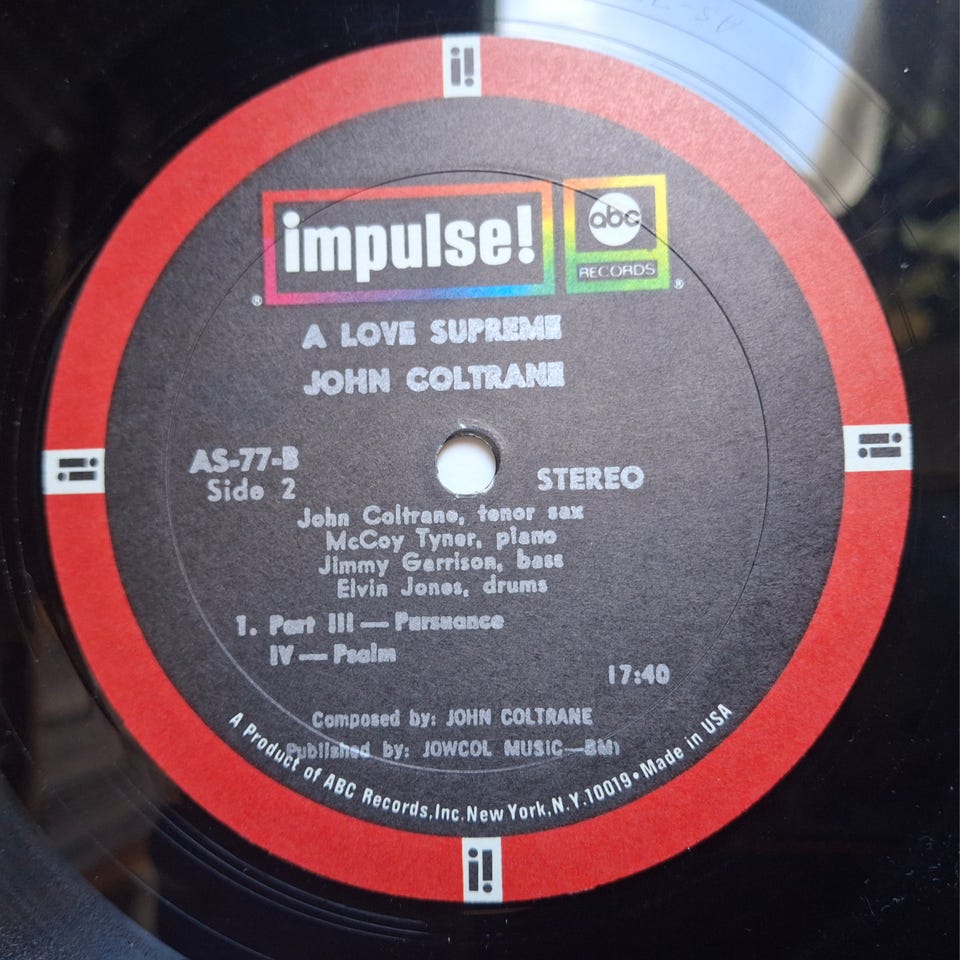 impulse! abc
RECORDS
® ®
A LOVE SUPREME
JOHN COLTRANE
AS-77-B
Side 2 STEREO
John Coltrane, tenor sax
McCoy Tyner, piano
Jimmy Garrison, bass
Elvin Jones, drums
1. Part III — Pursuance
IV — Psalm
17:40
Composed by: JOHN COLTRANE
Published by: JOWCOL MUSIC—BMI
A Product of ABC Records, Inc. New York, N.Y. 10019 • Made in USA
i!
i!
i!
i!